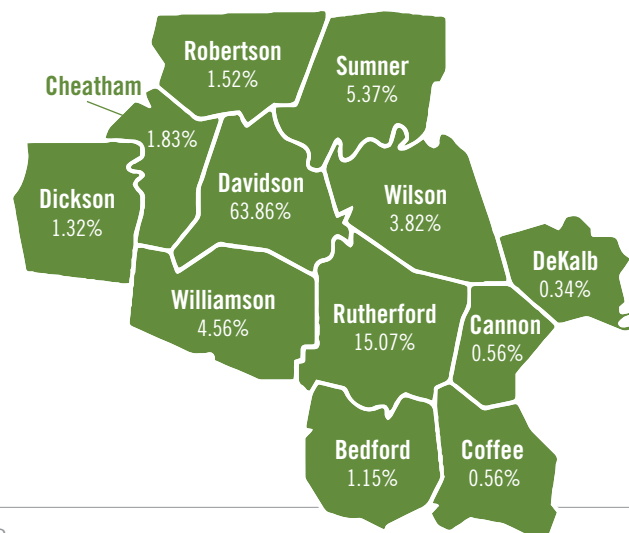 Robertson
1.52%
Sumner
5.37%
Cheatham
1.83%
Davidson
63.86%
Wilson
3.82%
Dickson
1.32%
DeKalb
0.34%
Williamson
4.56%
Rutherford
15.07%
Cannon
0.56%
Bedford
1.15%
Coffee
0.56%